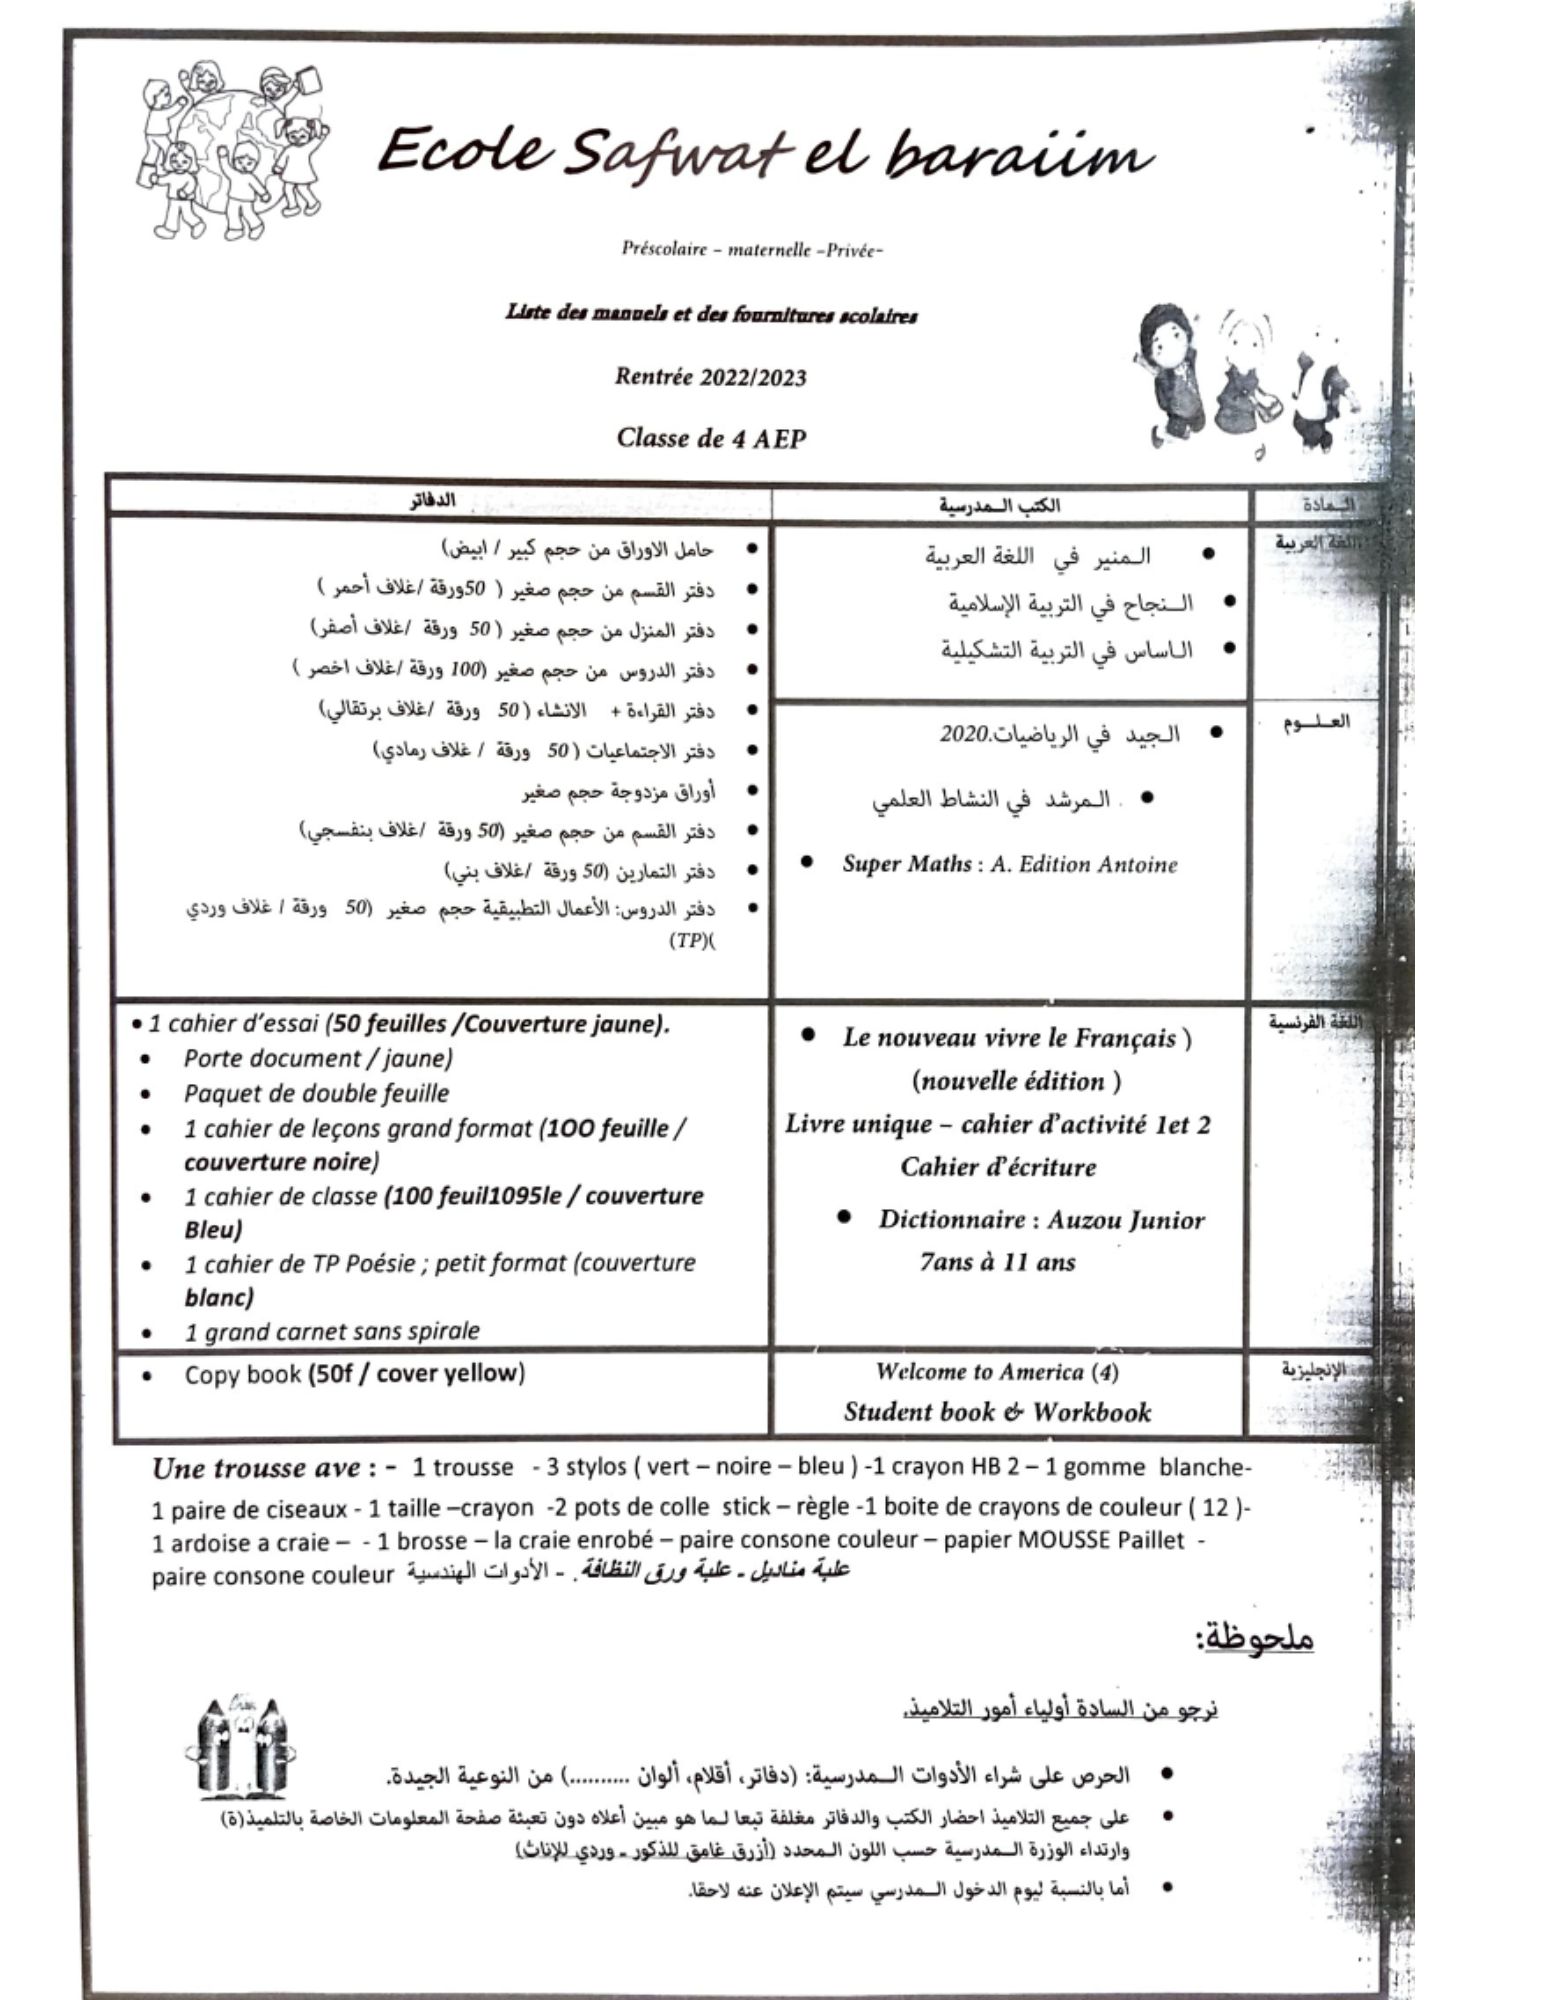 Ecole Safwat el baraüm
Préscolaire – maternelle –Privée-
Liste des manuels et des fournitures scolaires
Rentrée 2022/2023
Classe de 4 AEP
الـمادة
الكتب الـمدرسية
الدفاتر
اللغة العربية
• الـمنير في اللغة العربية
• الـنجاح في التربية الإسلامية
• الـاساس في التربية التشكيلية
• حامل الاوراق من حجم كبير / ابيض)
• دفتر القسم من حجم صغير ( 50ورقة /غلاف أحمر )
• دفتر المنزل من حجم صغير ( 50 ورقة /غلاف أصفر)
• دفتر الدروس من حجم صغير (100 ورقة /غلاف اخضر )
• دفتر القراءة + الانشاء ( 50 ورقة /غلاف برتقالي)
• دفتر الاجتماعيات ( 50 ورقة / غلاف رمادي)
• أوراق مزدوجة حجم صغير
• دفتر القسم من حجم صغير (50 ورقة /غلاف بنفسجي)
• دفتر التمارين (50 ورقة /غلاف بني)
• دفتر الدروس: الأعمال التطبيقية حجم صغير (50 ورقة / غلاف وردي
)(TP)
العـلـــوم
• الـجيد في الرياضيات.2020
• . الـمرشد في النشاط العلمي
• Super Maths : A. Edition Antoine
اللغة الفرنسية
• Le nouveau vivre le Français )
(nouvelle édition )
Livre unique – cahier d'activité 1et 2
Cahier d'écriture
• Dictionnaire : Auzou Junior
7ans à 11 ans
• 1 cahier d'essai (50 feuilles /Couverture jaune).
• Porte document / jaune)
• Paquet de double feuille
• 1 cahier de leçons grand format (1OO feuille /
couverture noire)
• 1 cahier de classe (100 feuil1095le / couverture
Bleu)
• 1 cahier de TP Poésie ; petit format (couverture
blanc)
• 1 grand carnet sans spirale
الإنجليزية
Welcome to America (4)
Student book & Workbook
• Copy book (50f / cover yellow)
Une trousse ave : - 1 trousse - 3 stylos ( vert – noire – bleu ) -1 crayon HB 2 – 1 gomme blanche-
1 paire de ciseaux - 1 taille –crayon -2 pots de colle stick – règle -1 boite de crayons de couleur ( 12 )-
1 ardoise a craie – - 1 brosse – la craie enrobé – paire consone couleur – papier MOUSSE Paillet -
paire consone couleur علبة مناديل - علبة ورق النظافة . - الأدوات الهندسية
ملحوظة:
نرجو من السادة أولياء أمور التلاميذ.
• الحرص على شراء الأدوات الـمدرسية: (دفاتر، أقلام، ألوان ..........) من النوعية الجيدة.
• على جميع التلاميذ احضار الكتب والدفاتر مغلفة تبعا لـما هو مبين أعلاه دون تعبئة صفحة المعلومات الخاصة بالتلميذ(ة)
وارتداء الوزرة الـمدرسية حسب اللون الـمحدد (أزرق غامق للذكور - وردي للإناث)
• أما بالنسبة ليوم الدخول الـمدرسي سيتم الإعلان عنه لاحقا.